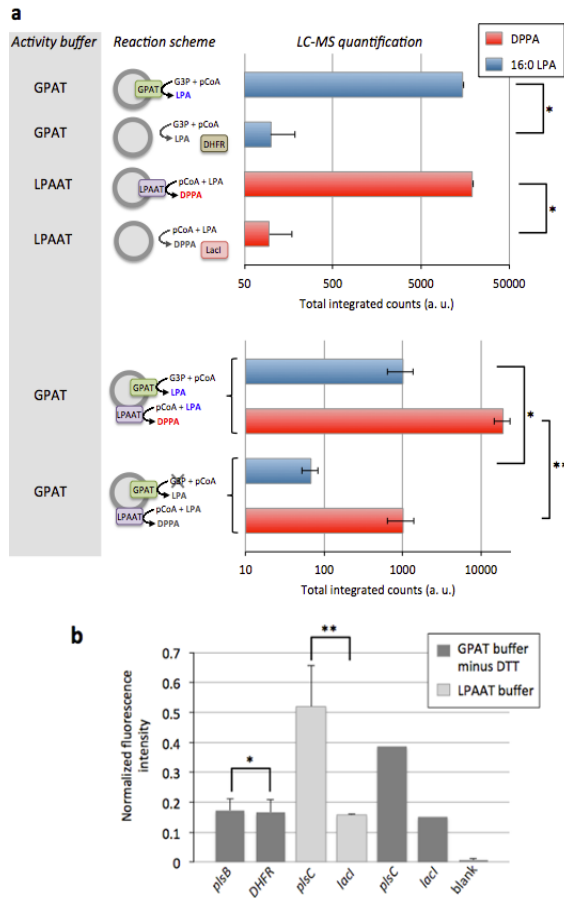 a
Activity buffer Reaction scheme LC-MS quantification
DPPA
16:0 LPA
GPAT
GPAT
G3P + pCoA
LPA
*
GPAT
G3P + pCoA
LPA
DHFR
LPAAT
LPAAT
pCoA + LPA
DPPA
*
LPAAT
pCoA + LPA
DPPA
LacI
50 500 5000 50000
Total integrated counts (a. u.)
GPAT
GPAT
G3P + pCoA
LPA
LPAAT
pCoA + LPA
DPPA
*
**
GPAT
GPAT
G3P + pCoA
LPA
LPAAT
pCoA + LPA
DPPA
10 100 1000 10000
Total integrated counts (a. u.)
b
Normalized fluorescence
intensity
0.7
0.6
0.5
0.4
0.3
0.2
0.1
0
*
**
GPAT buffer
minus DTT
LPAAT buffer
plsB DHFR plsC lacI plsC lacI blank